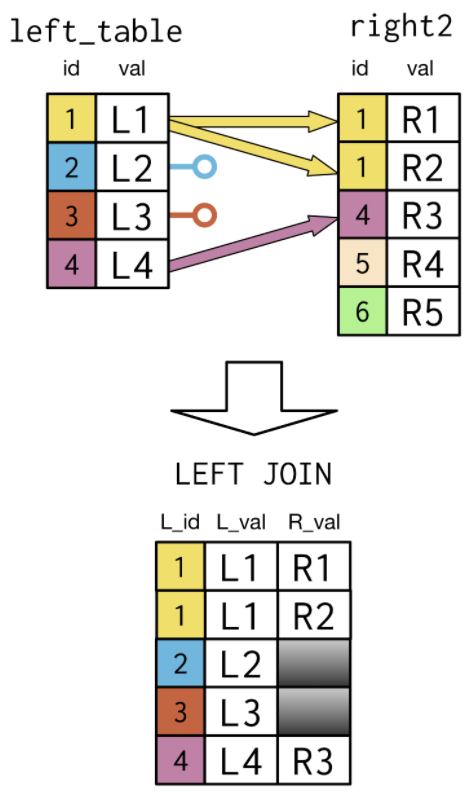 left_table right2
id val id val
1 L1 1 R1
2 L2 1 R2
3 L3 4 R3
4 L4 5 R4
6 R5
LEFT JOIN
L_id L_val R_val
1 L1 R1
1 L1 R2
2 L2
3 L3
4 L4 R3